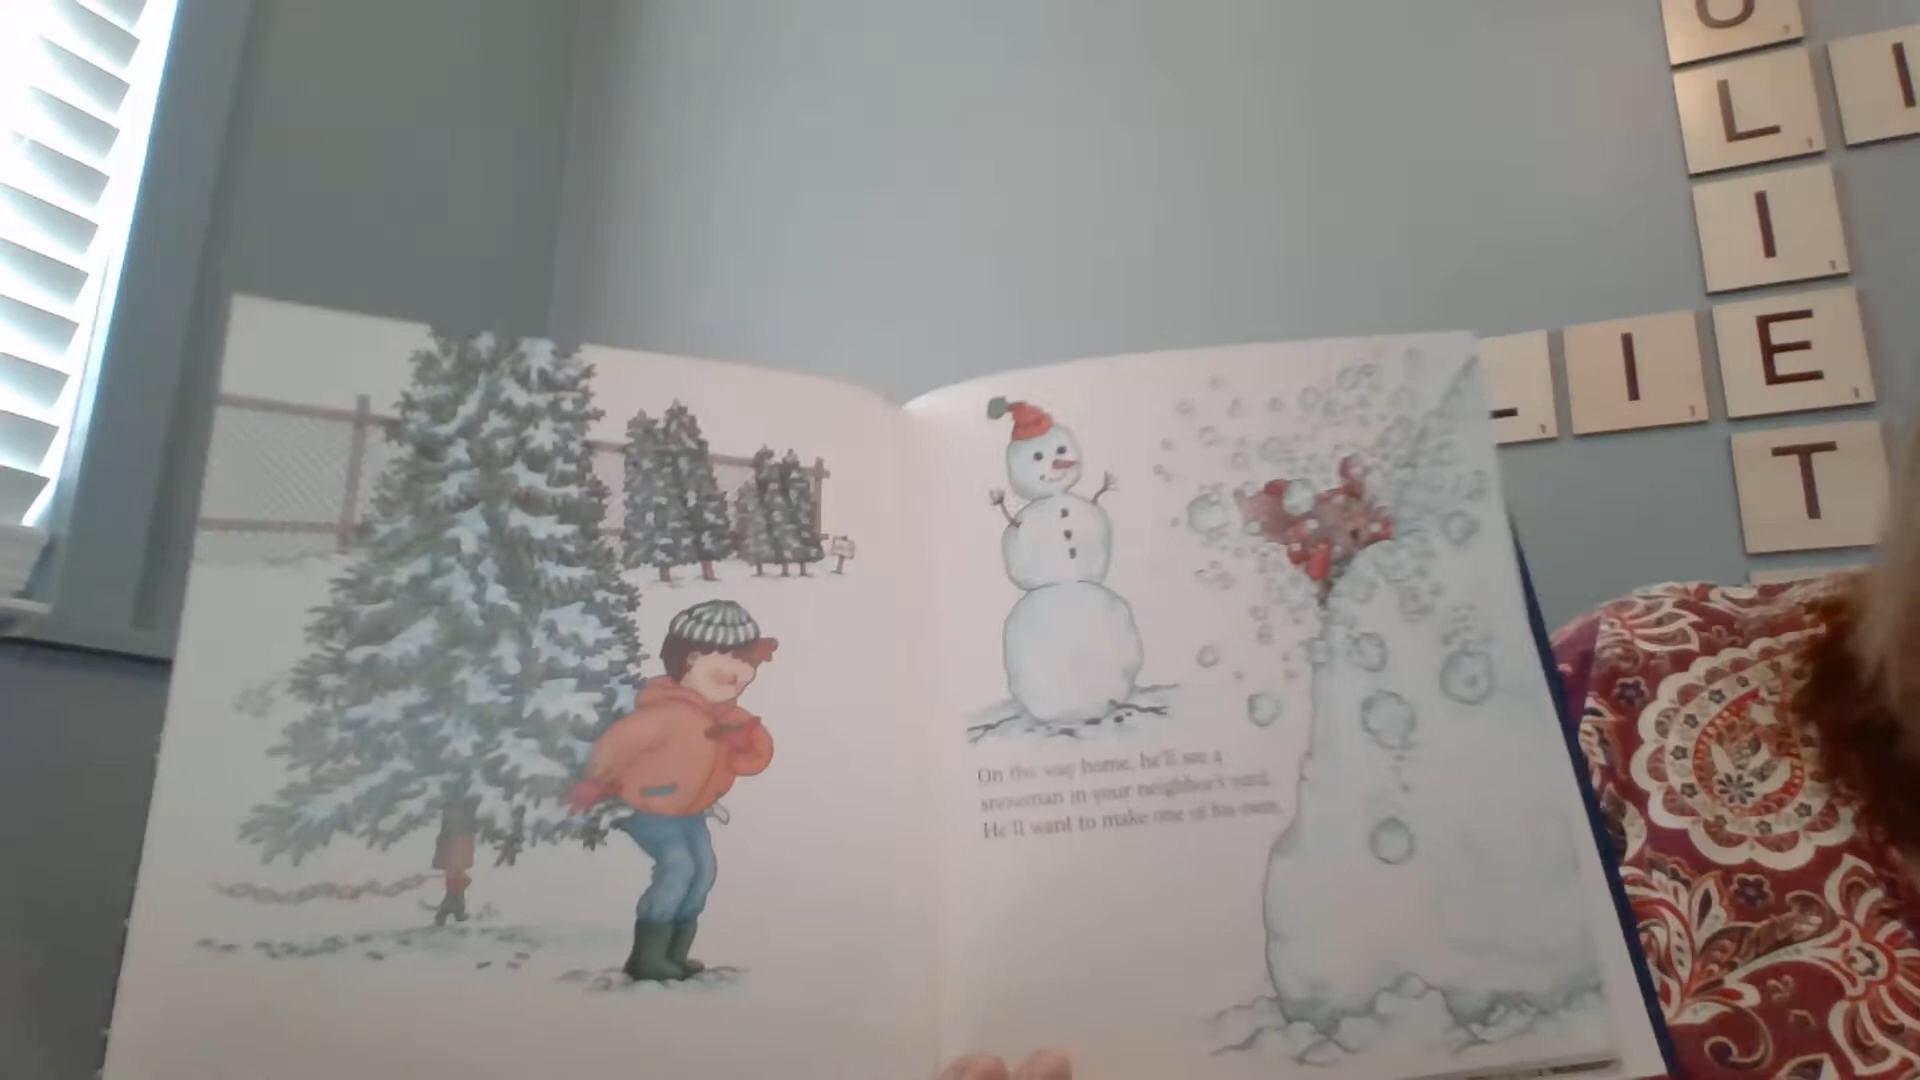 U
L I
I
L I E
T
On the way home, he'll see a
snowman in your neighbor's yard.
He'll want to make one of his own.